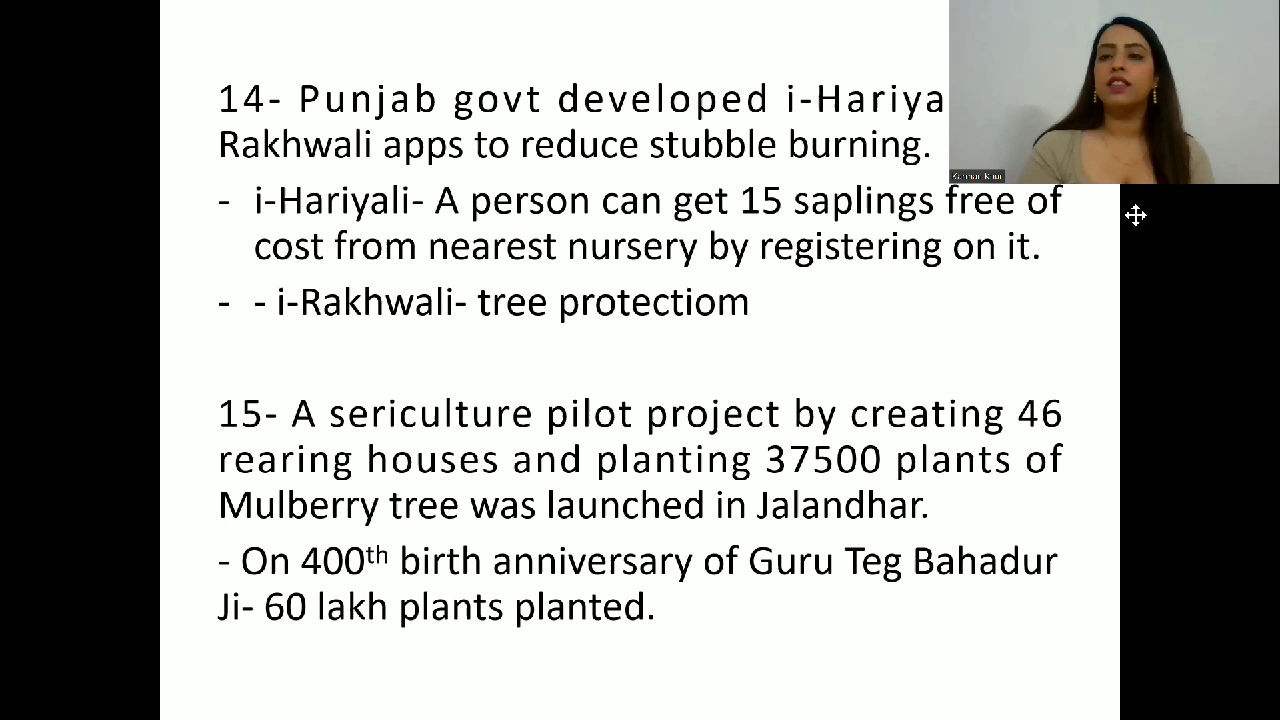 14- Punjab govt developed i-Hariya
Rakhwali apps to reduce stubble burning.
- i-Hariyali- A person can get 15 saplings free of
cost from nearest nursery by registering on it.
- - i-Rakhwali- tree protectiom
15- A sericulture pilot project by creating 46
rearing houses and planting 37500 plants of
Mulberry tree was launched in Jalandhar.
- On 400th birth anniversary of Guru Teg Bahadur
Ji- 60 lakh plants planted.